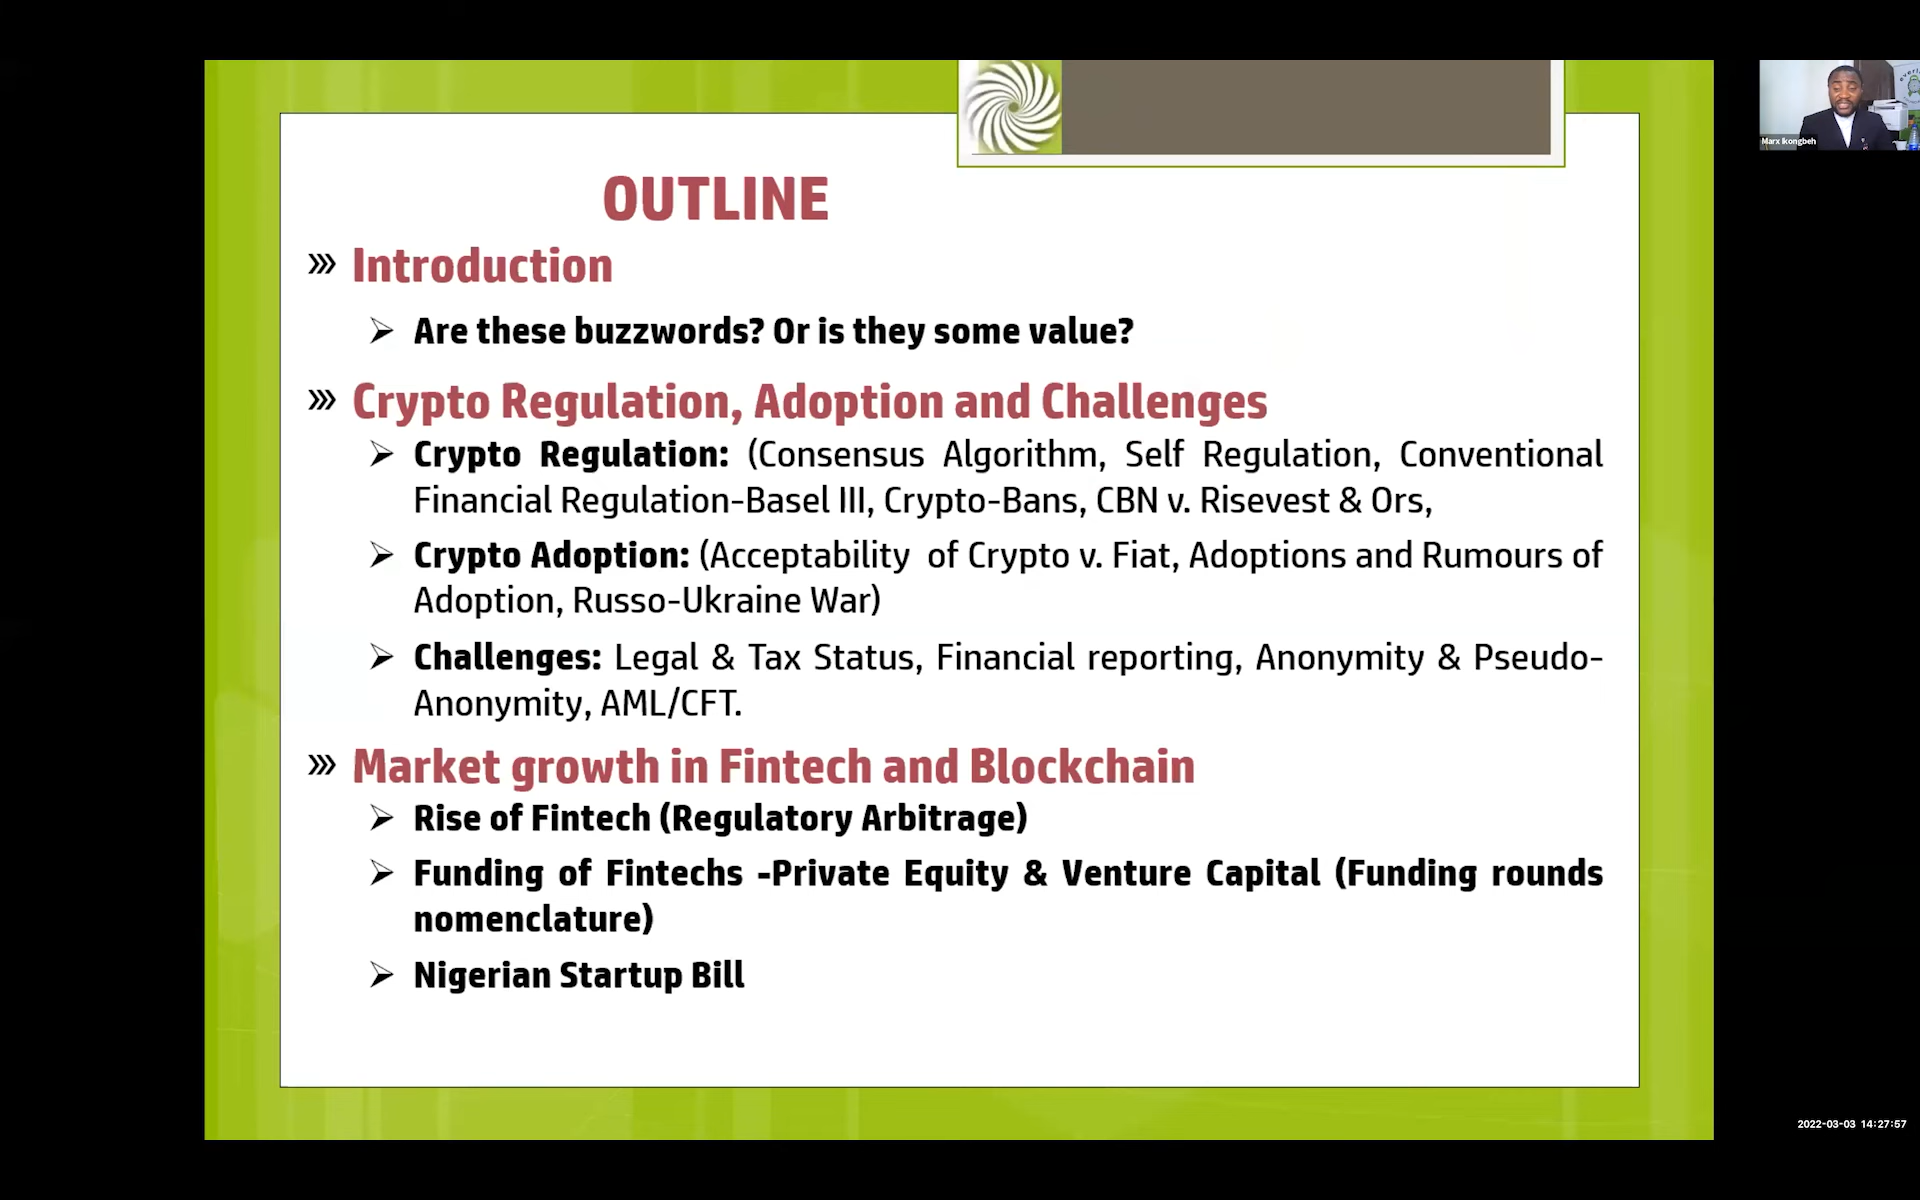 OUTLINE
Introduction
Are these buzzwords? Or is they some value?
Crypto Regulation, Adoption and Challenges
Crypto Regulation: (Consensus Algorithm, Self Regulation, Conventional
Financial Regulation-Basel III, Crypto-Bans, CBN v. Risevest & Ors,
Crypto Adoption: (Acceptability of Crypto v. Fiat, Adoptions and Rumours of
Adoption, Russo-Ukraine War)
Challenges: Legal & Tax Status, Financial reporting, Anonymity & Pseudo-
Anonymity, AML/CFT.
Market growth in Fintech and Blockchain
Rise of Fintech (Regulatory Arbitrage)
Funding of Fintechs -Private Equity & Venture Capital (Funding rounds
nomenclature)
Nigerian Startup Bill
Marx Ikongbeh
2022-03-03 14:27:57